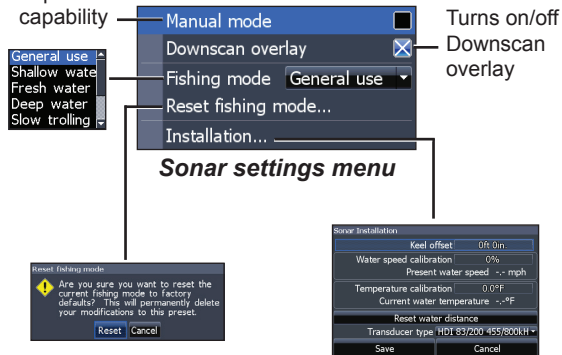 capability
Manual mode
Turns on/off
Downscan
overlay
Downscan overlay
General use
Shallow wate
Fresh water
Deep water
Slow trolling
Fishing mode General use
Reset fishing mode...
Installation...
Sonar settings menu
Reset fishing mode
Are you sure you want to reset the
current fishing mode to factory
defaults? This will permanently delete
your modifications to this preset.
Reset Cancel
Sonar Installation
Keel offset 0ft 0in
Water speed calibration 0%
Present water speed -.- mph
Temperature calibration 0.0°F
Current water temperature -.-°F
Reset water distance
Transducer type HDI 83/200 455/800kH
Save Cancel